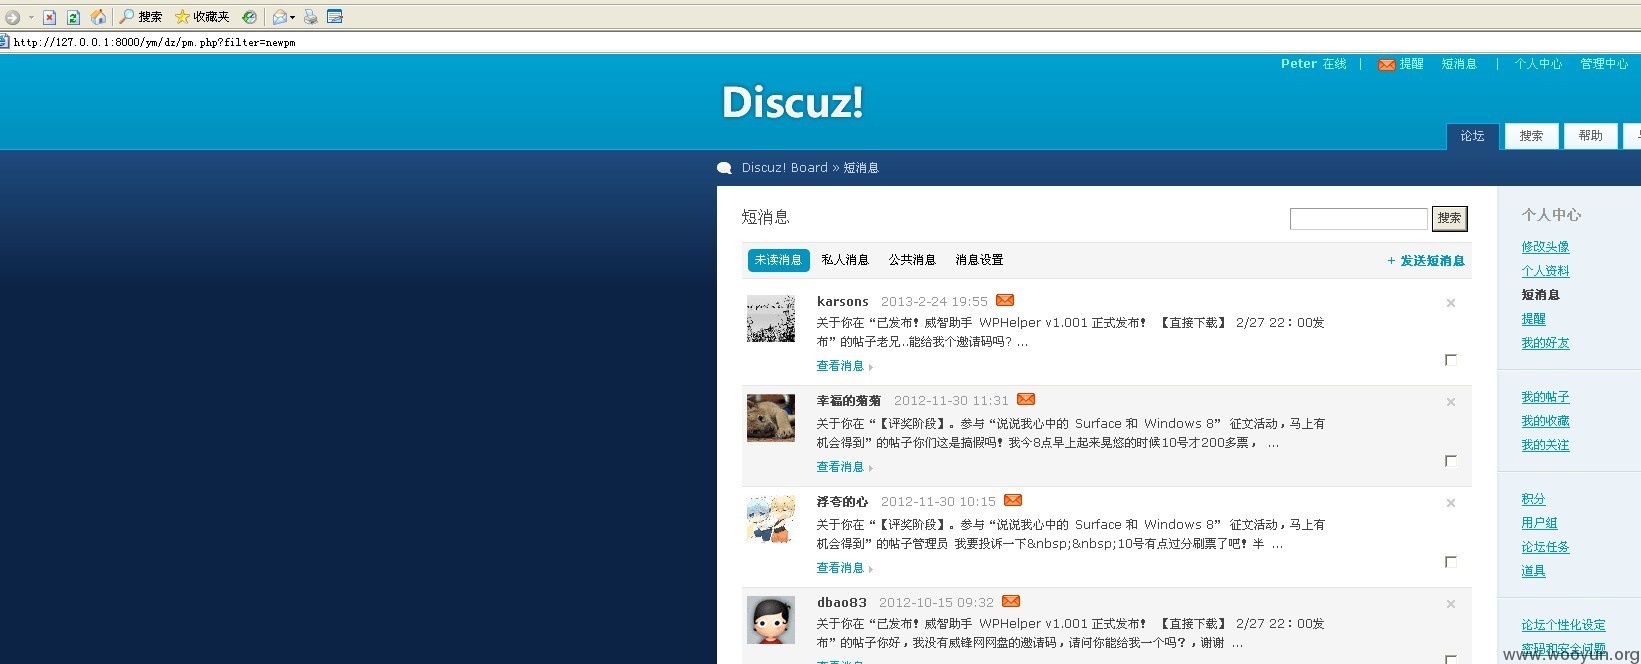 搜索 收藏夹
http://127.0.0.1:8000/ym/dz/pm.php?filter=newpm
Peter 在线 | 提醒 短消息 | 个人中心 管理中心
Discuz!
论坛 搜索 帮助
Discuz! Board » 短消息
短消息 搜索
未读消息 私人消息 公共消息 消息设置 + 发送短消息
karsons 2013-2-24 19:55
关于你在“已发布！威智助手 WPHelper v1.001 正式发布！ 【直接下载】 2/27 22：00发
布”的帖子老兄..能给我个邀请码吗? ...
查看消息
幸福的菊菊 2012-11-30 11:31
关于你在“【评奖阶段】。参与“说说我心中的 Surface 和 Windows 8” 征文活动，马上有
机会得到”的帖子你们这是搞假吗！我今8点早上起来晃悠的时候10号才200多票， ...
查看消息
浮夸的心 2012-11-30 10:15
关于你在“【评奖阶段】。参与“说说我心中的 Surface 和 Windows 8” 征文活动，马上有
机会得到”的帖子管理员 我要投诉一下&nbsp;&nbsp;10号有点过分刷票了吧！半 ...
查看消息
dbao83 2012-10-15 09:32
关于你在“已发布！威智助手 WPHelper v1.001 正式发布！ 【直接下载】 2/27 22：00发
布”的帖子你好，我没有威锋网网盘的邀请码，请问你能给我一个吗？，谢谢 ...
查看消息
个人中心
修改头像
个人资料
短消息
提醒
我的好友
我的帖子
我的收藏
我的关注
积分
用户组
论坛任务
道具
论坛个性化设定
密码和安全问题
www.wooyun.org